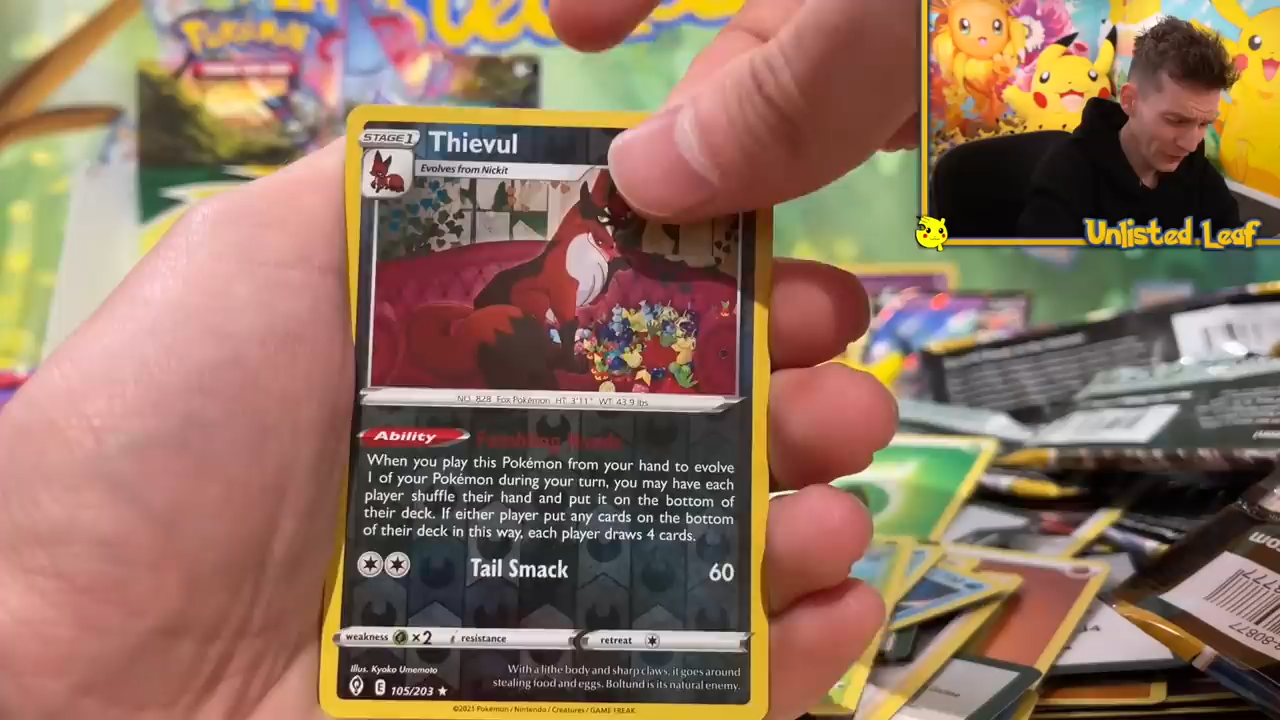 POKÉMON
STAGE 1
Thievul
Evolves from Nickit
NO. 828 Fox Pokémon HT: 3'11" WT: 43.9 lbs
Ability
When you play this Pokémon from your hand to evolve
1 of your Pokémon during your turn, you may have each
player shuffle their hand and put it on the bottom of
their deck. If either player put any cards on the bottom
of their deck in this way, each player draws 4 cards.
Tail Smack 60
weakness ×2 resistance retreat
Illus. Kyoko Umemoto
With a lithe body and sharp claws, it goes around
stealing food and eggs. Boltund is its natural enemy.
E 105/203 ★
©2021 Pokémon / Nintendo / Creatures / GAME FREAK
Unlisted Leaf